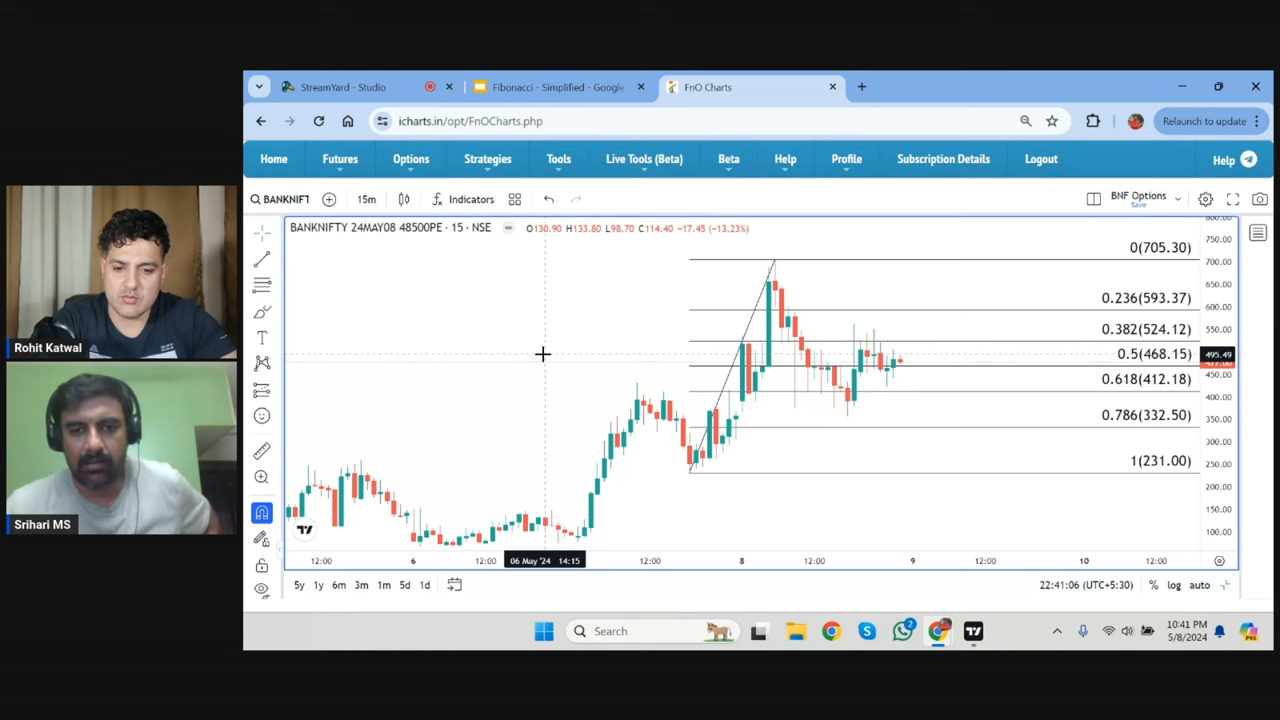 StreamYard - Studio
Fibonacci - Simplified - Google
FnO Charts
icharts.in/opt/FnOCharts.php
Relaunch to update
Home
Futures
Options
Strategies
Tools
Live Tools (Beta)
Beta
Help
Profile
Subscription Details
Logout
Help
BANKNIFT
15m
Indicators
BNF Options
Save
BANKNIFTY 24MAY08 48500PE · 15 · NSE
O130.90 H133.80 L98.70 C114.40 −17.45 (−13.23%)
0(705.30)
0.236(593.37)
0.382(524.12)
0.5(468.15)
0.618(412.18)
0.786(332.50)
1(231.00)
750.00
700.00
650.00
600.00
550.00
495.49
450.00
400.00
350.00
300.00
250.00
200.00
150.00
100.00
12:00
6
12:00
06 May '24 14:15
12:00
8
12:00
9
12:00
10
12:00
5y 1y 6m 3m 1m 5d 1d
22:41:06 (UTC+5:30)
% log auto
Rohit Katwal
Srihari MS
Search
2
10:41 PM
5/8/2024